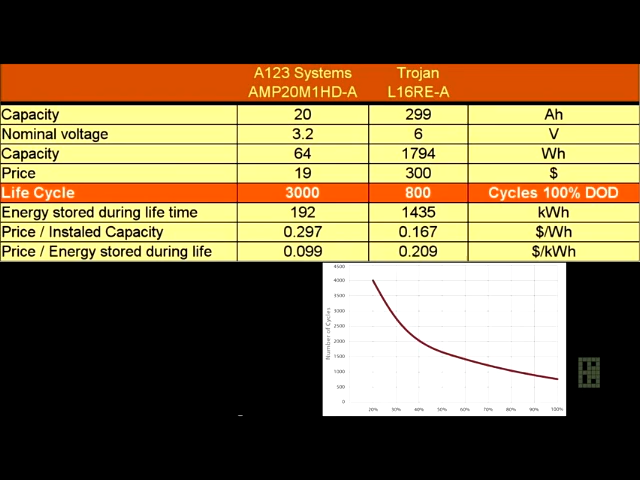 A123 Systems Trojan
AMP20M1HD-A L16RE-A
Capacity 20 299 Ah
Nominal voltage 3.2 6 V
Capacity 64 1794 Wh
Price 19 300 $
Life Cycle 3000 800 Cycles 100% DOD
Energy stored during life time 192 1435 kWh
Price / Instaled Capacity 0.297 0.167 $/Wh
Price / Energy stored during life 0.099 0.209 $/kWh
4500
4000
3500
3000
2500
2000
1500
1000
500
0
Number of Cycles
20% 30% 40% 50% 60% 70% 80% 90% 100%